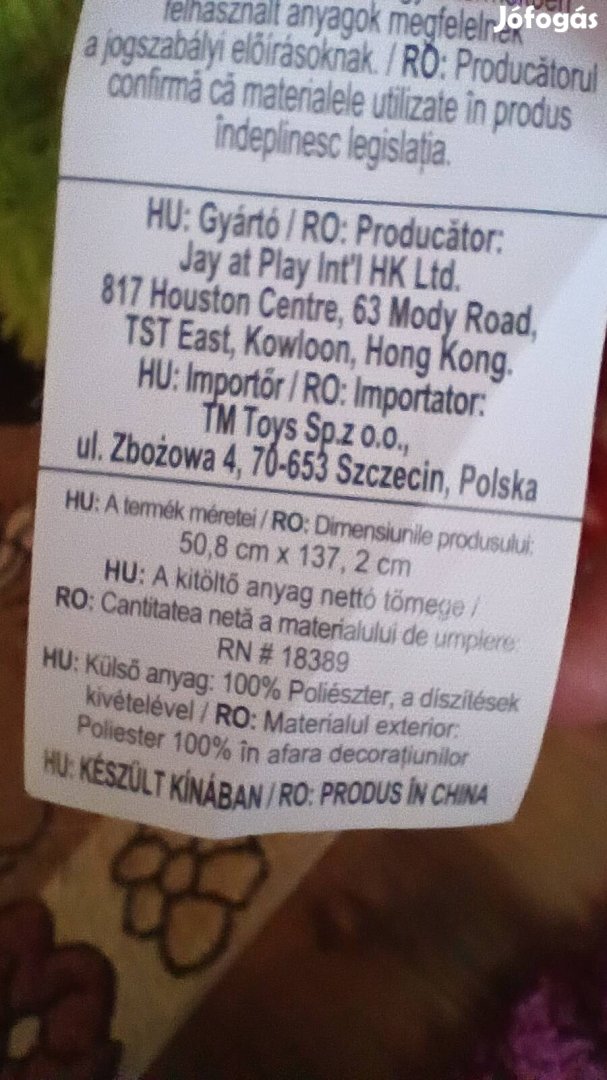 Jófogás
felhasznált anyagok megfelelnek
a jogszabályi előírásoknak. / RO: Producătorul
confirmă că materialele utilizate în produs
îndeplinesc legislația.
HU: Gyártó / RO: Producător:
Jay at Play Int'l HK Ltd.
817 Houston Centre, 63 Mody Road,
TST East, Kowloon, Hong Kong.
HU: Importőr / RO: Importator:
TM Toys Sp.z o.o.,
ul. Zbożowa 4, 70-653 Szczecin, Polska
HU: A termék méretei / RO: Dimensiunile produsului:
50,8 cm x 137, 2 cm
HU: A kitöltő anyag nettó tömege /
RO: Cantitatea netă a materialului de umplere:
RN # 18389
HU: Külső anyag: 100% Poliészter, a díszítések
kivételével / RO: Materialul exterior:
Poliester 100% în afara decorațiunilor
HU: KÉSZÜLT KÍNÁBAN / RO: PRODUS ÎN CHINA